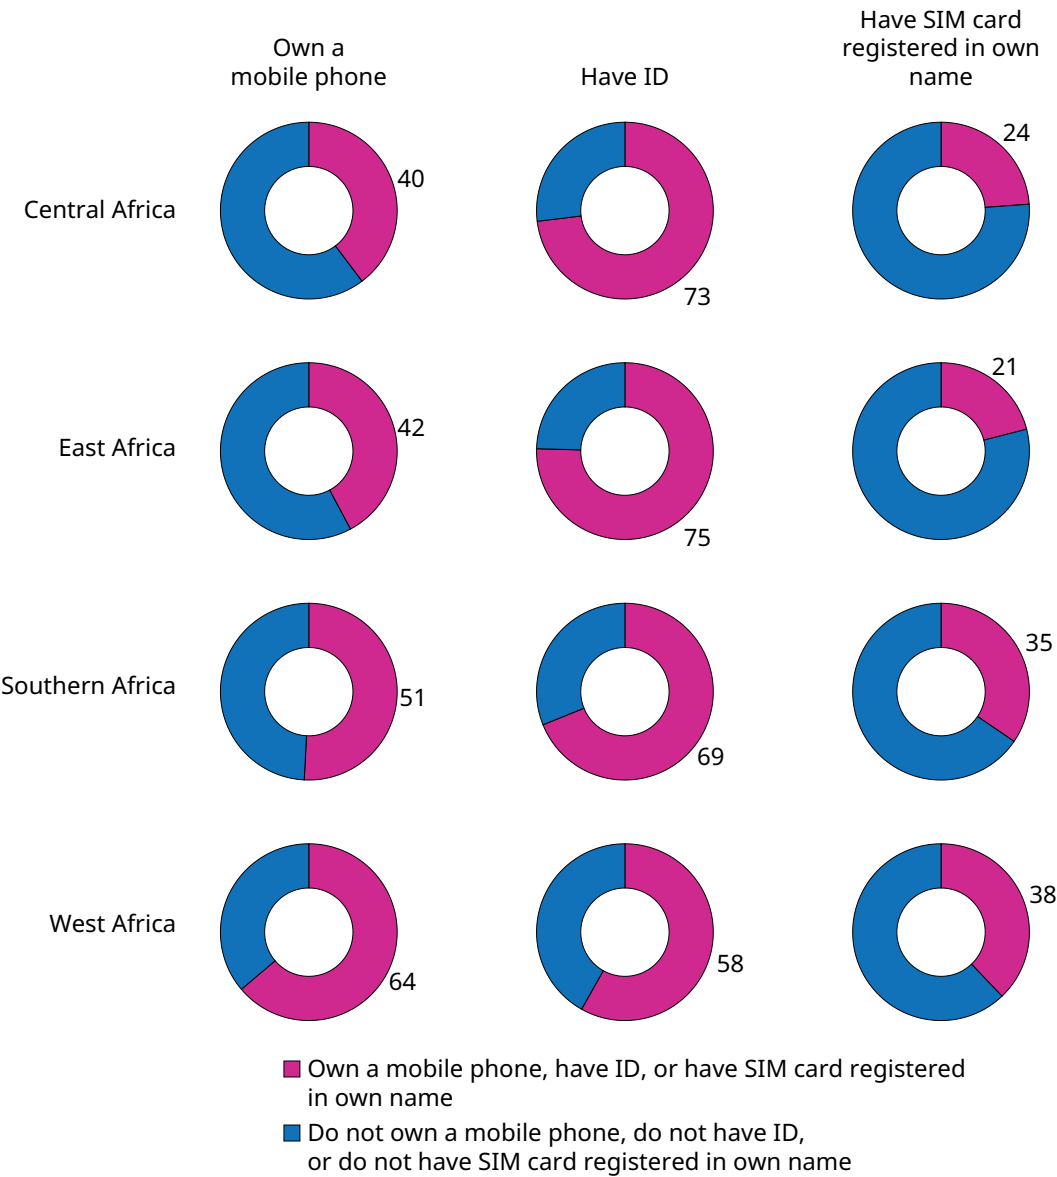 Own a
mobile phone
Have ID
Have SIM card
registered in own
name
Central Africa
40
73
24
East Africa
42
75
21
Southern Africa
51
69
35
West Africa
64
58
38
Own a mobile phone, have ID, or have SIM card registered
in own name
Do not own a mobile phone, do not have ID,
or do not have SIM card registered in own name